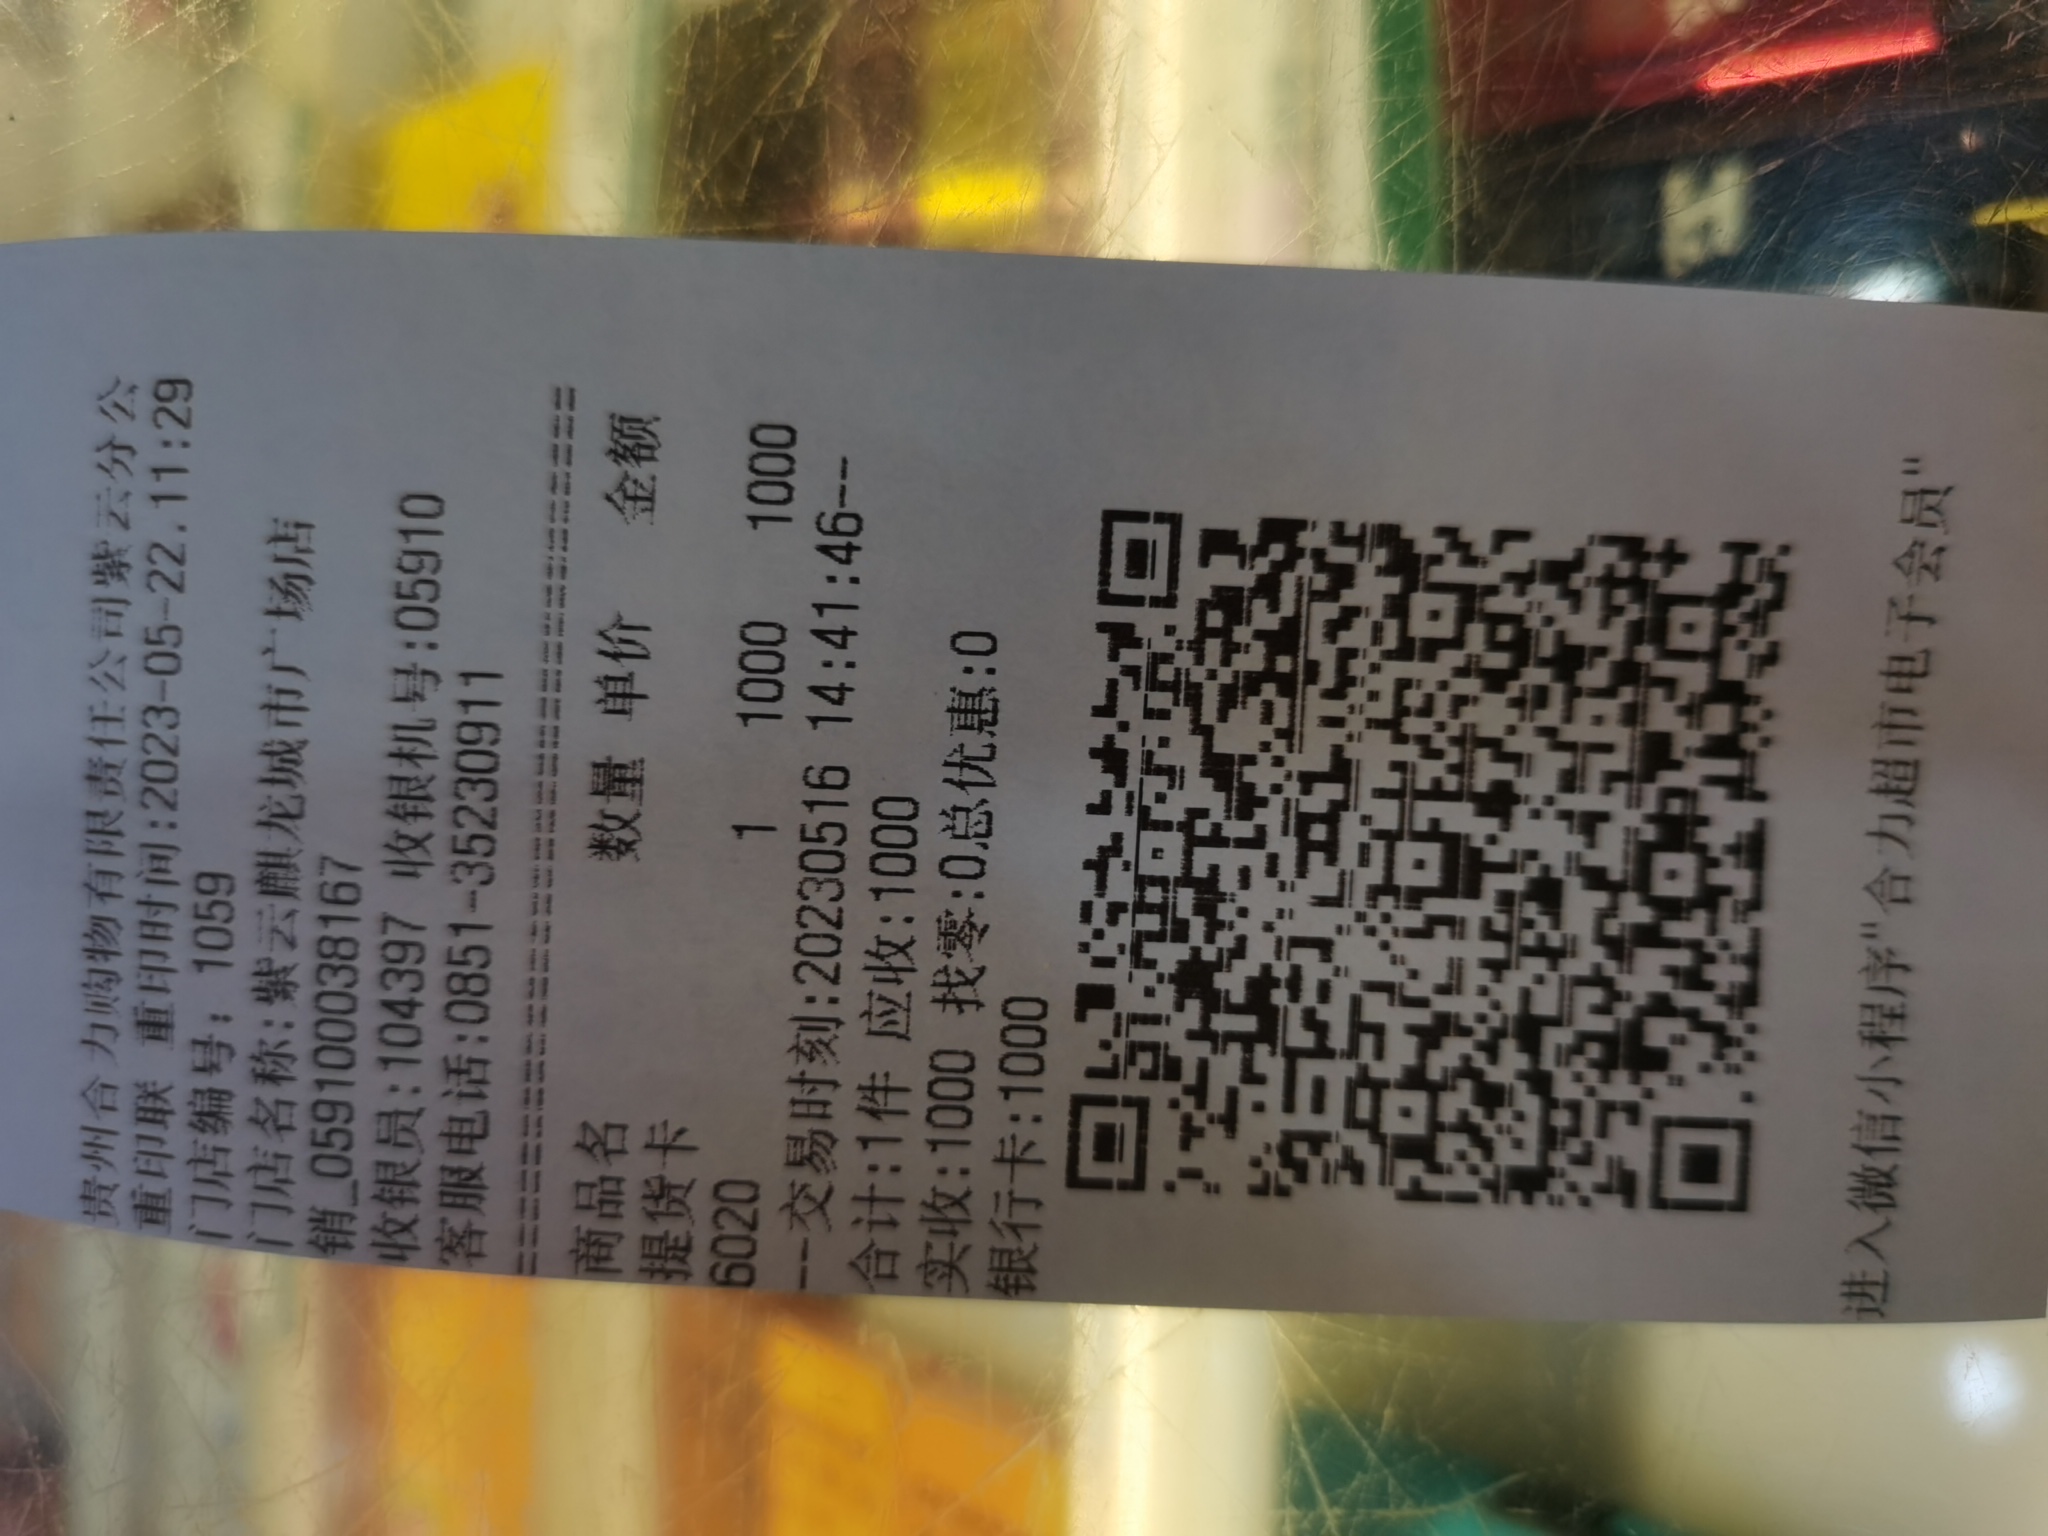 贵州合力购物有限责任公司紫云分公
重印联 重印时间:2023-05-22.11:29
门店编号: 1059
门店名称:紫云麒龙城市广场店
销_0591000038167
收银员:104397 收银机号:05910
客服电话:0851-35230911
商品名 数量 单价 金额
提货卡
6020 1 1000 1000
--交易时刻:20230516 14:41:46--
合计:1件 应收:1000
实收:1000 找零:0总优惠:0
银行卡:1000
进入微信小程序"合力超市电子会员"